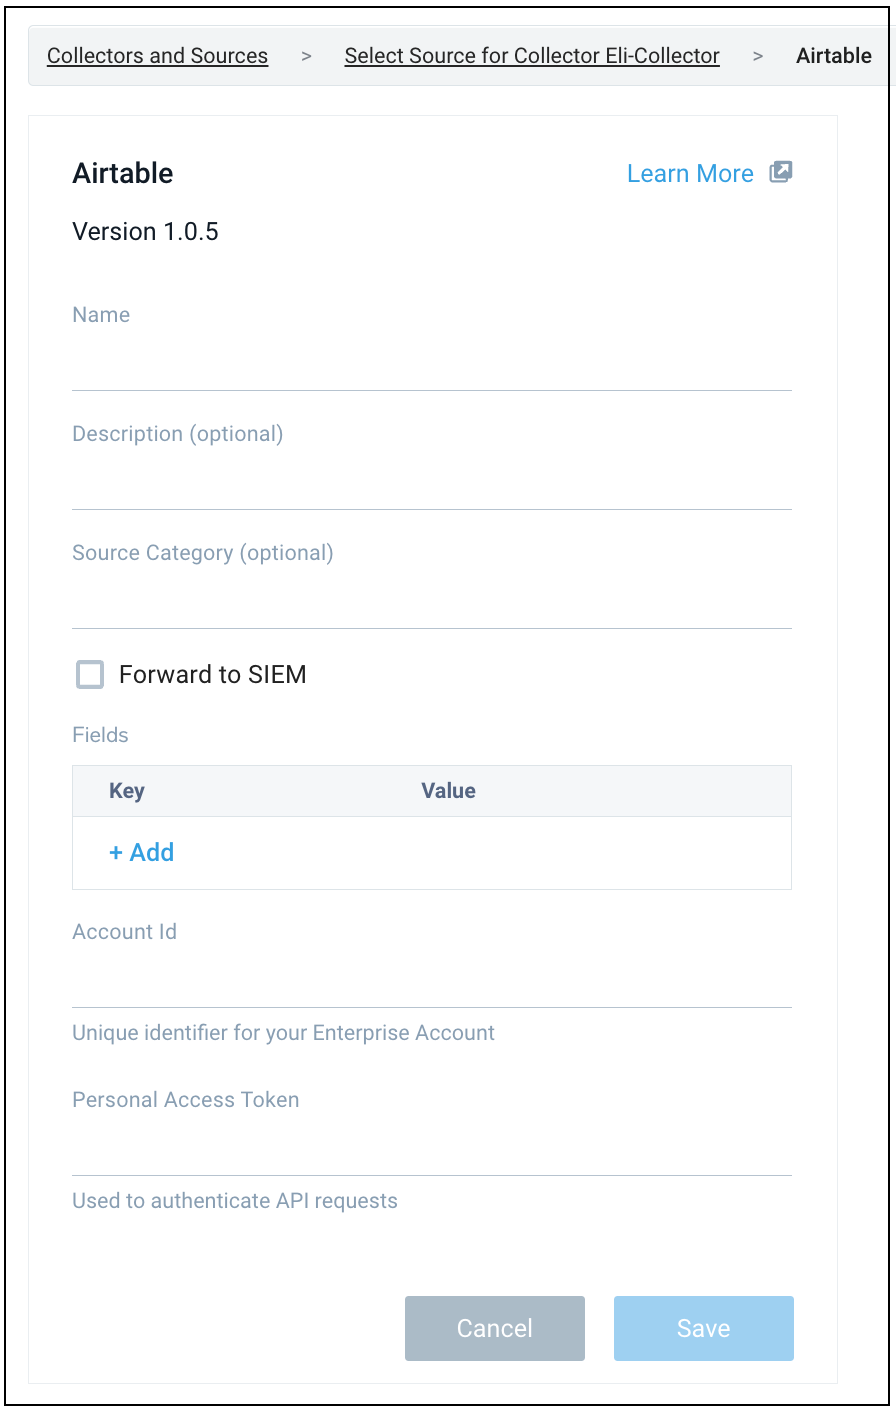 Collectors and Sources > Select Source for Collector Eli-Collector > Airtable
Airtable Learn More
Version 1.0.5
Name
Description (optional)
Source Category (optional)
Forward to SIEM
Fields
Key Value
+ Add
Account Id
Unique identifier for your Enterprise Account
Personal Access Token
Used to authenticate API requests
Cancel Save